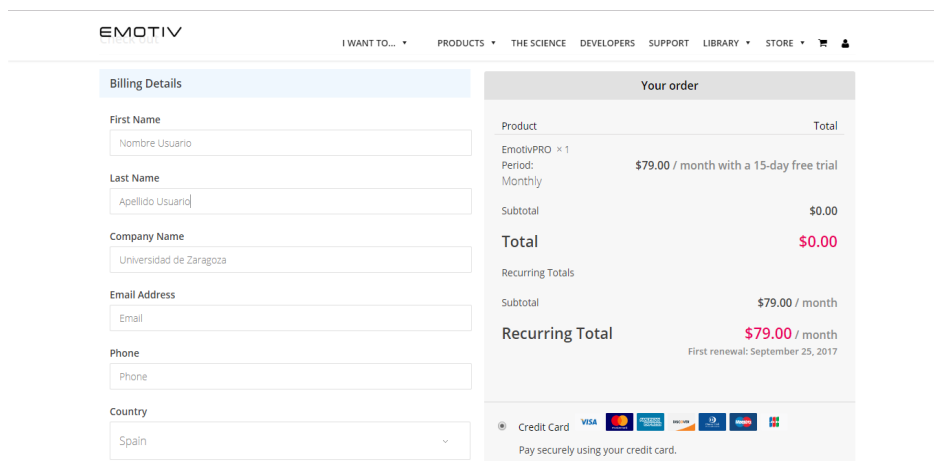 EMOTIV
Check out
I WANT TO... PRODUCTS THE SCIENCE DEVELOPERS SUPPORT LIBRARY STORE
Billing Details
First Name
Nombre Usuario
Last Name
Apellido Usuario
Company Name
Universidad de Zaragoza
Email Address
Email
Phone
Phone
Country
Spain
Your order
Product Total
EmotivPRO × 1
Period:
Monthly
$79.00 / month with a 15-day free trial
Subtotal $0.00
Total $0.00
Recurring Totals
Subtotal $79.00 / month
Recurring Total $79.00 / month
First renewal: September 25, 2017
Credit Card VISA
Pay securely using your credit card.